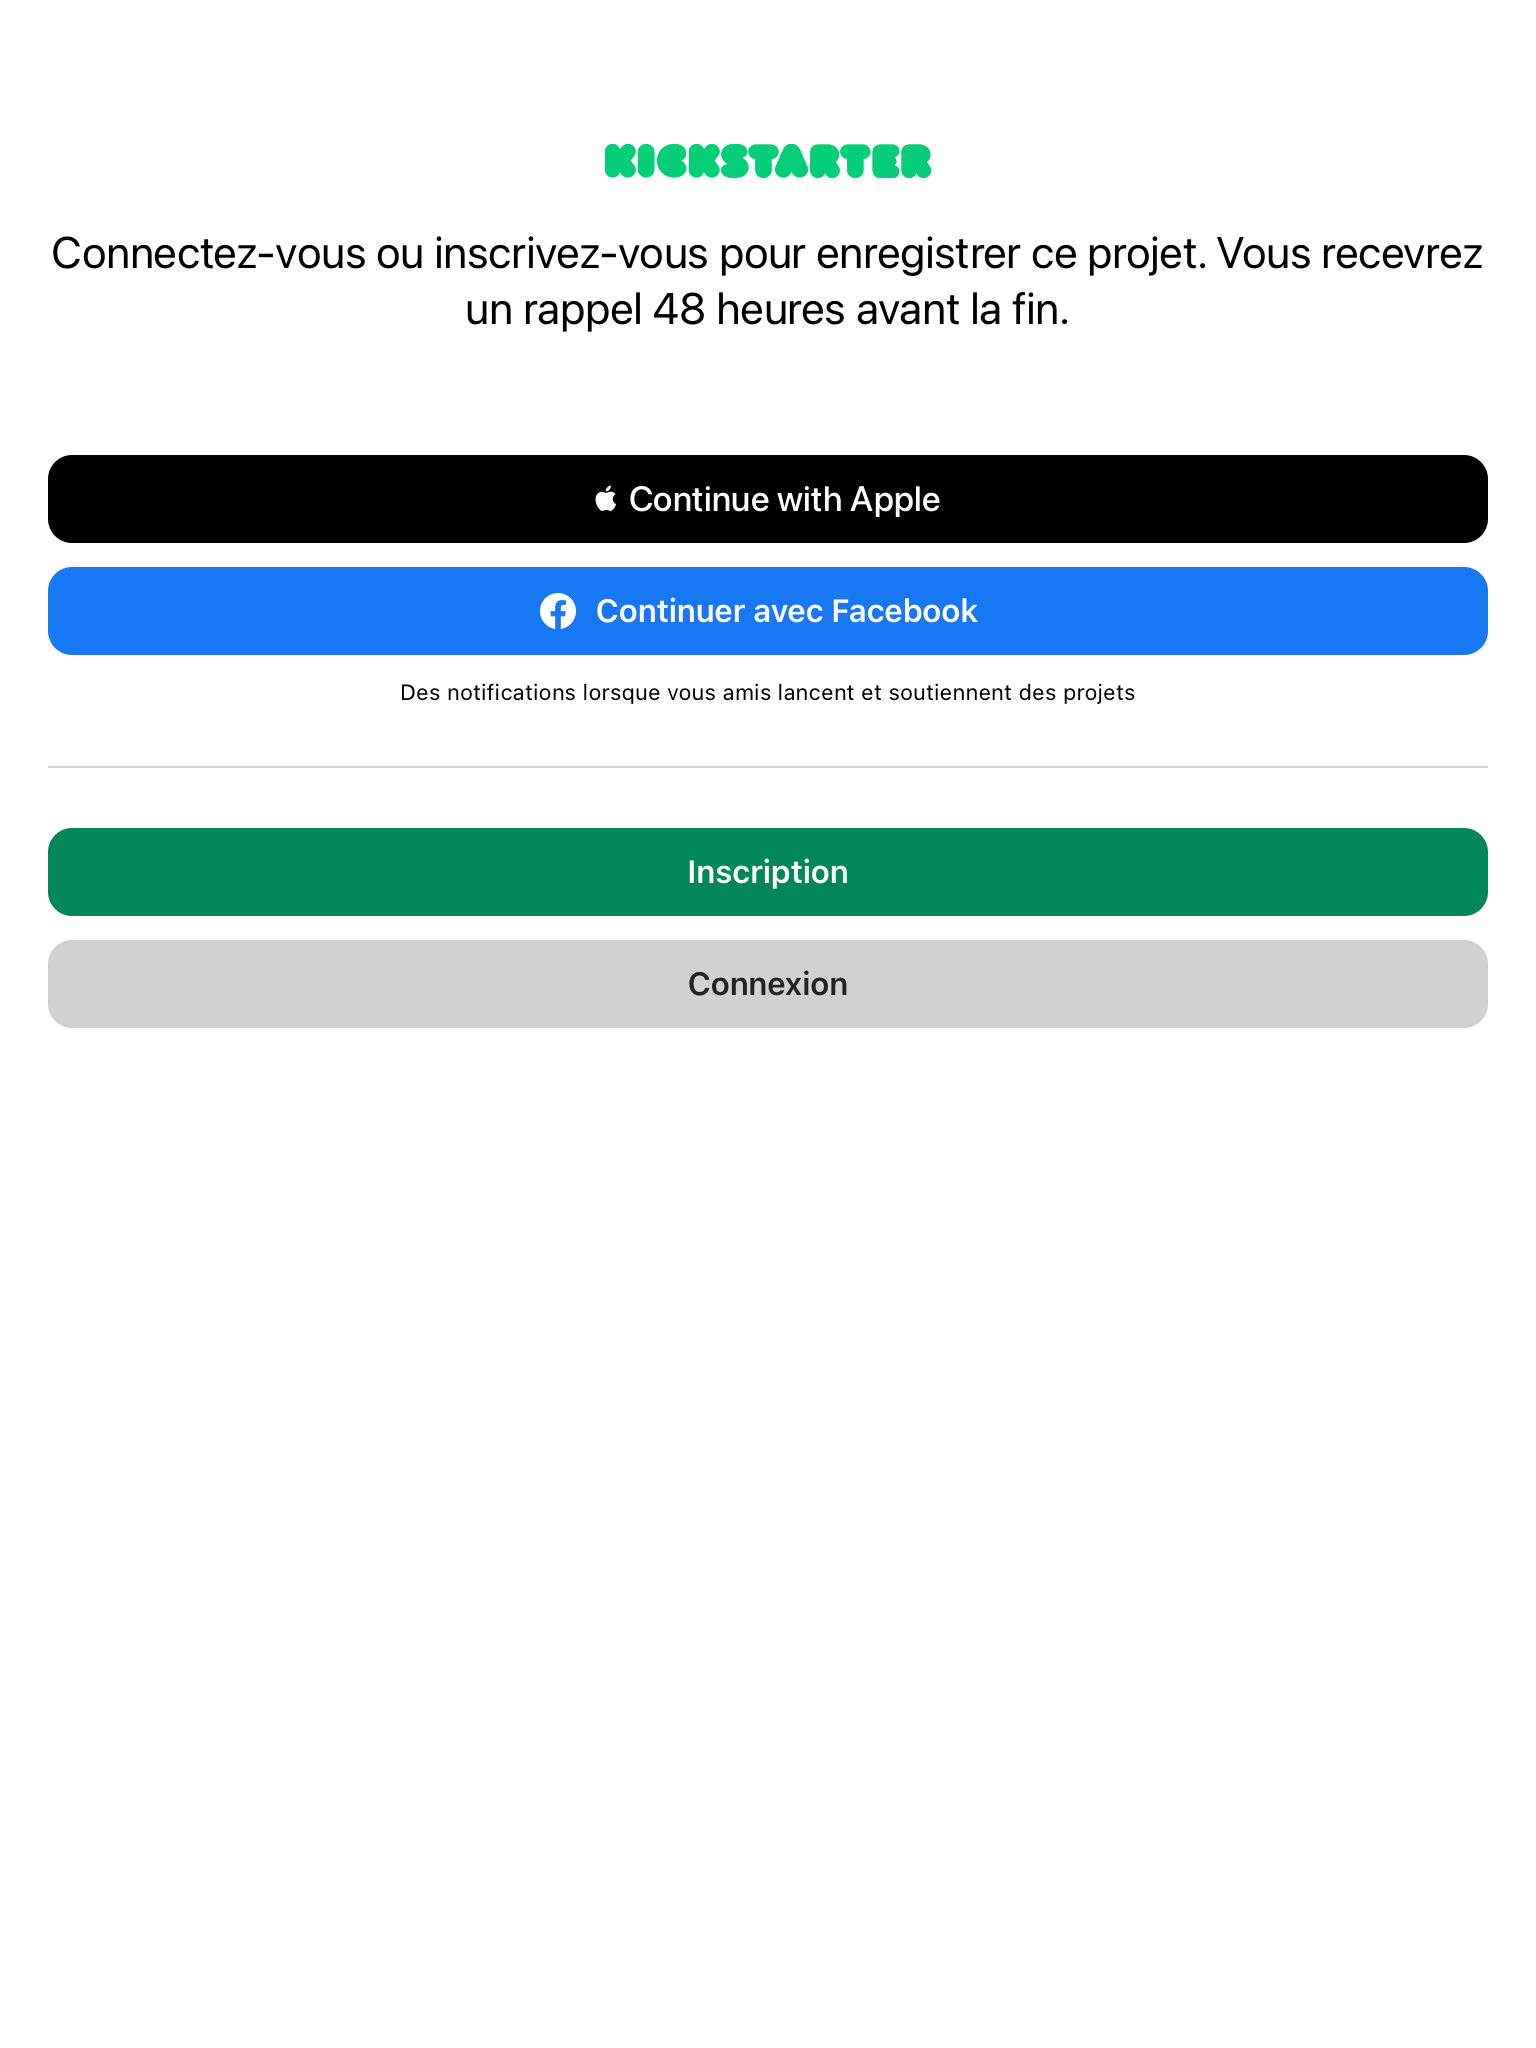 KICKSTARTER
Connectez-vous ou inscrivez-vous pour enregistrer ce projet. Vous recevrez
un rappel 48 heures avant la fin.
Continue with Apple
Continuer avec Facebook
Des notifications lorsque vous amis lancent et soutiennent des projets
Inscription
Connexion